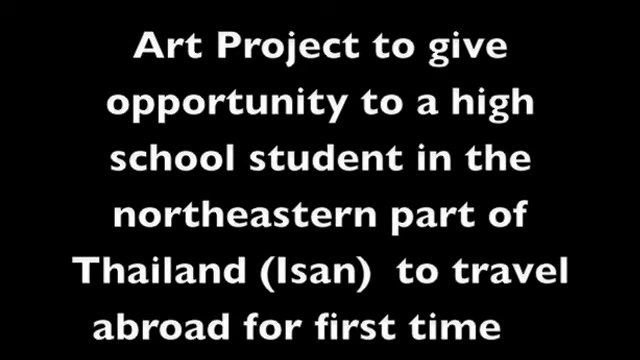 Art Project to give
opportunity to a high
school student in the
northeastern part of
Thailand (Isan) to travel
abroad for first time